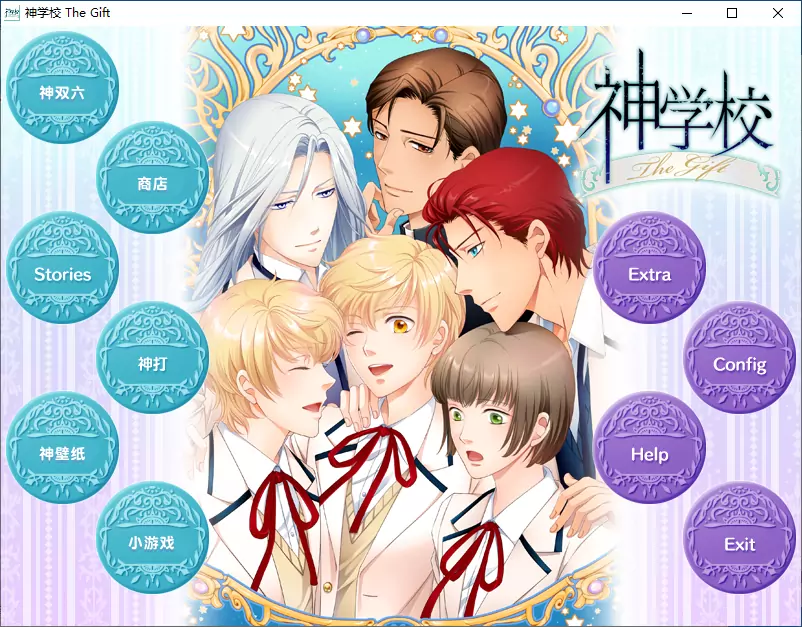 神学校 The Gift
神双六
商店
Stories
神打
神壁纸
小游戏
神学校
The Gift
Extra
Config
Help
Exit